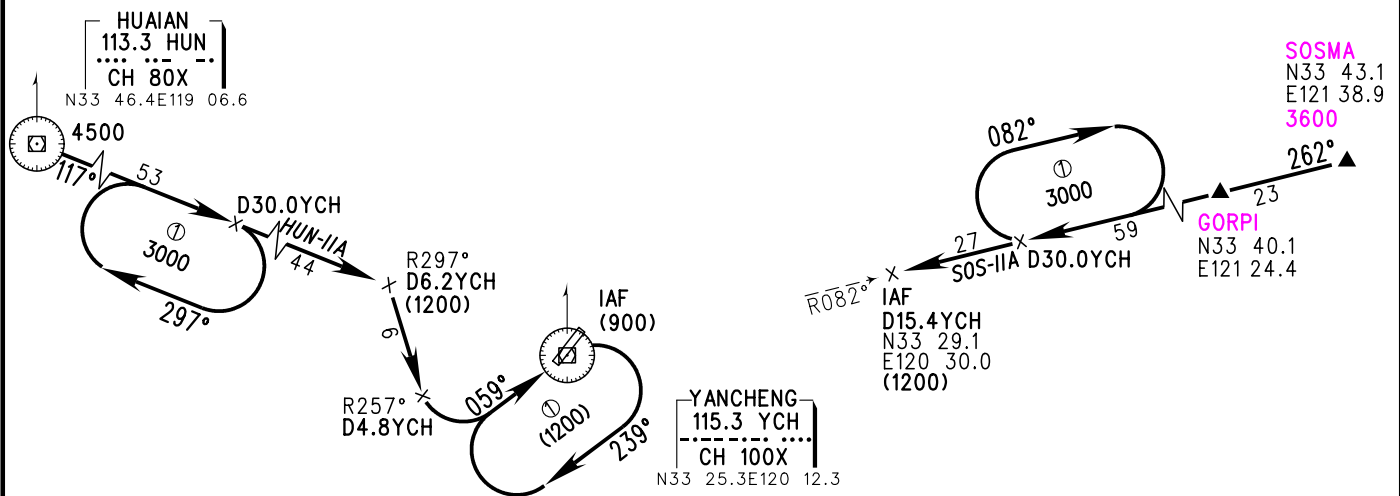 HUAIAN
113.3 HUN
CH 80X
N33 46.4E119 06.6
4500
117°
53
D30.0YCH
①
3000
297°
HUN-11A
44
R297°
D6.2YCH
(1200)
6
R257°
D4.8YCH
059°
IAF
(900)
①
(1200)
239°
YANCHENG
115.3 YCH
CH 100X
N33 25.3E120 12.3
SOSMA
N33 43.1
E121 38.9
3600
262°
23
GORPI
N33 40.1
E121 24.4
082°
①
3000
59
27
SOS-11A D30.0YCH
R082°
IAF
D15.4YCH
N33 29.1
E120 30.0
(1200)